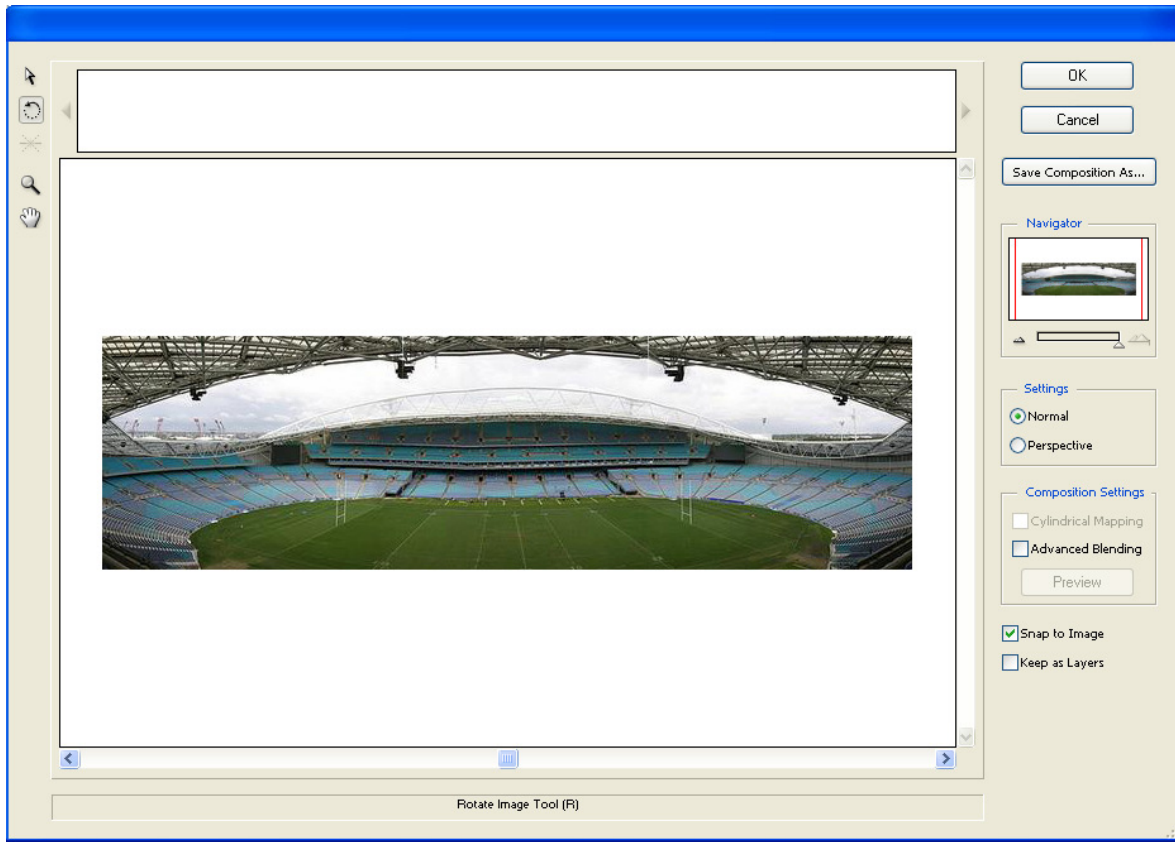 OK
Cancel
Save Composition As...
Navigator
Settings
Normal
Perspective
Composition Settings
Cylindrical Mapping
Advanced Blending
Preview
Snap to Image
Keep as Layers
Rotate Image Tool (R)